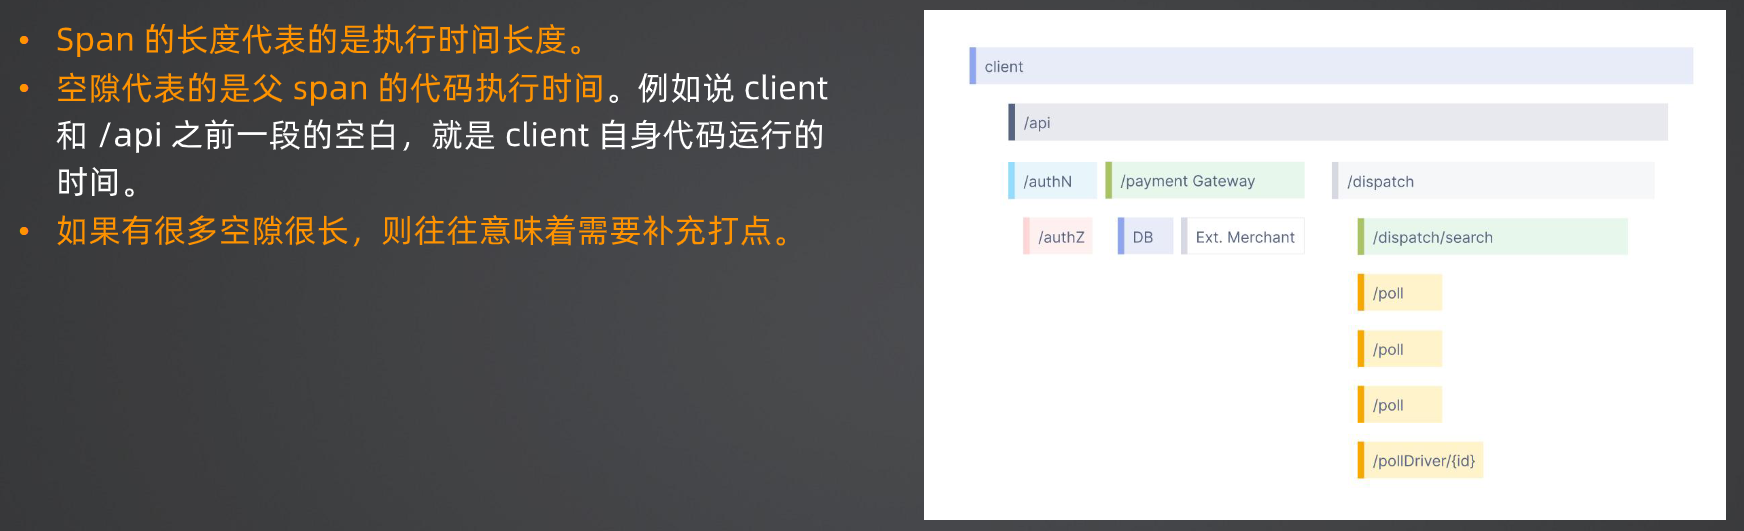 • Span 的长度代表的是执行时间长度。
• 空隙代表的是父 span 的代码执行时间。例如说 client
和 /api 之前一段的空白，就是 client 自身代码运行的
时间。
• 如果有很多空隙很长，则往往意味着需要补充打点。
client
/api
/authN
/payment Gateway
/dispatch
/authZ
DB
Ext. Merchant
/dispatch/search
/poll
/poll
/poll
/pollDriver/{id}